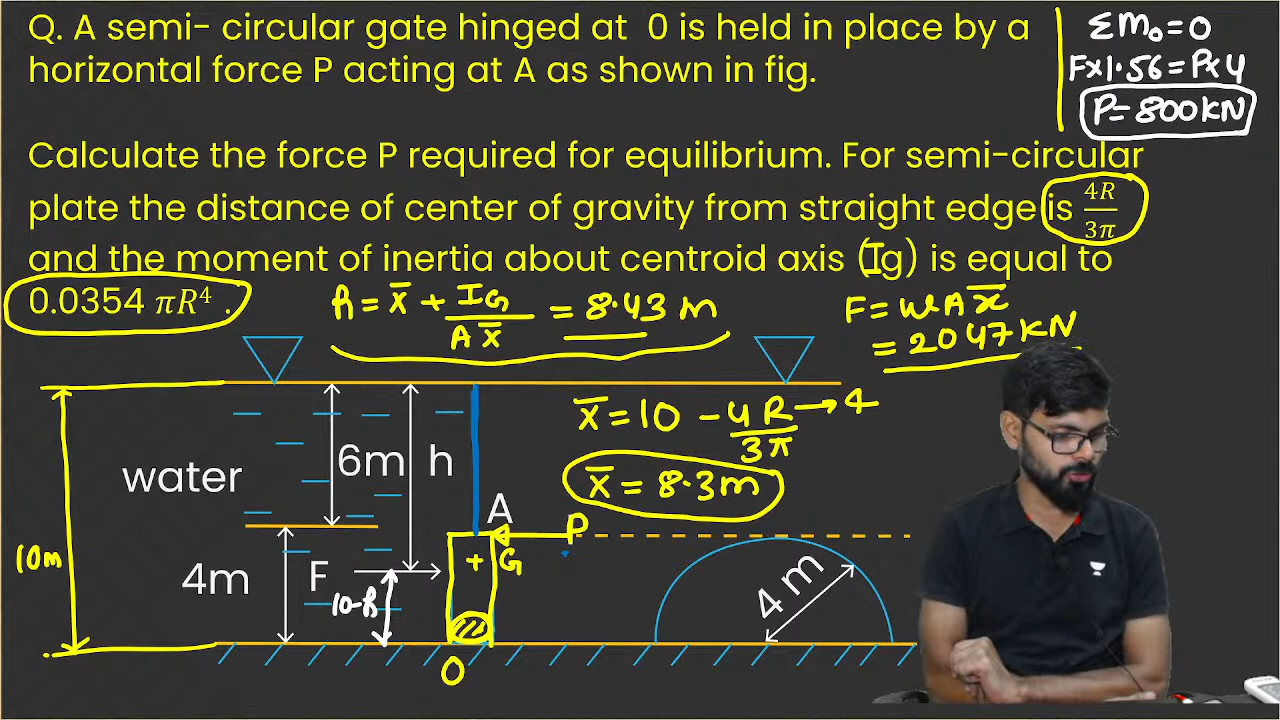 Q. A semi- circular gate hinged at 0 is held in place by a
horizontal force P acting at A as shown in fig.
Σm₀=0
F×1.56=P×4
P=800KN
Calculate the force P required for equilibrium. For semi-circular
plate the distance of center of gravity from straight edge is 4R/3π
and the moment of inertia about centroid axis (Ig) is equal to
0.0354 πR⁴ .
h = x̄ + IG/Ax̄ = 8.43 m
F = wAx̄
= 2047 KN
x̄ = 10 - 4R/3π → 4
x̄ = 8.3m
water
6m
h
A
P
10m
4m
F
G
10-h
4 m
O